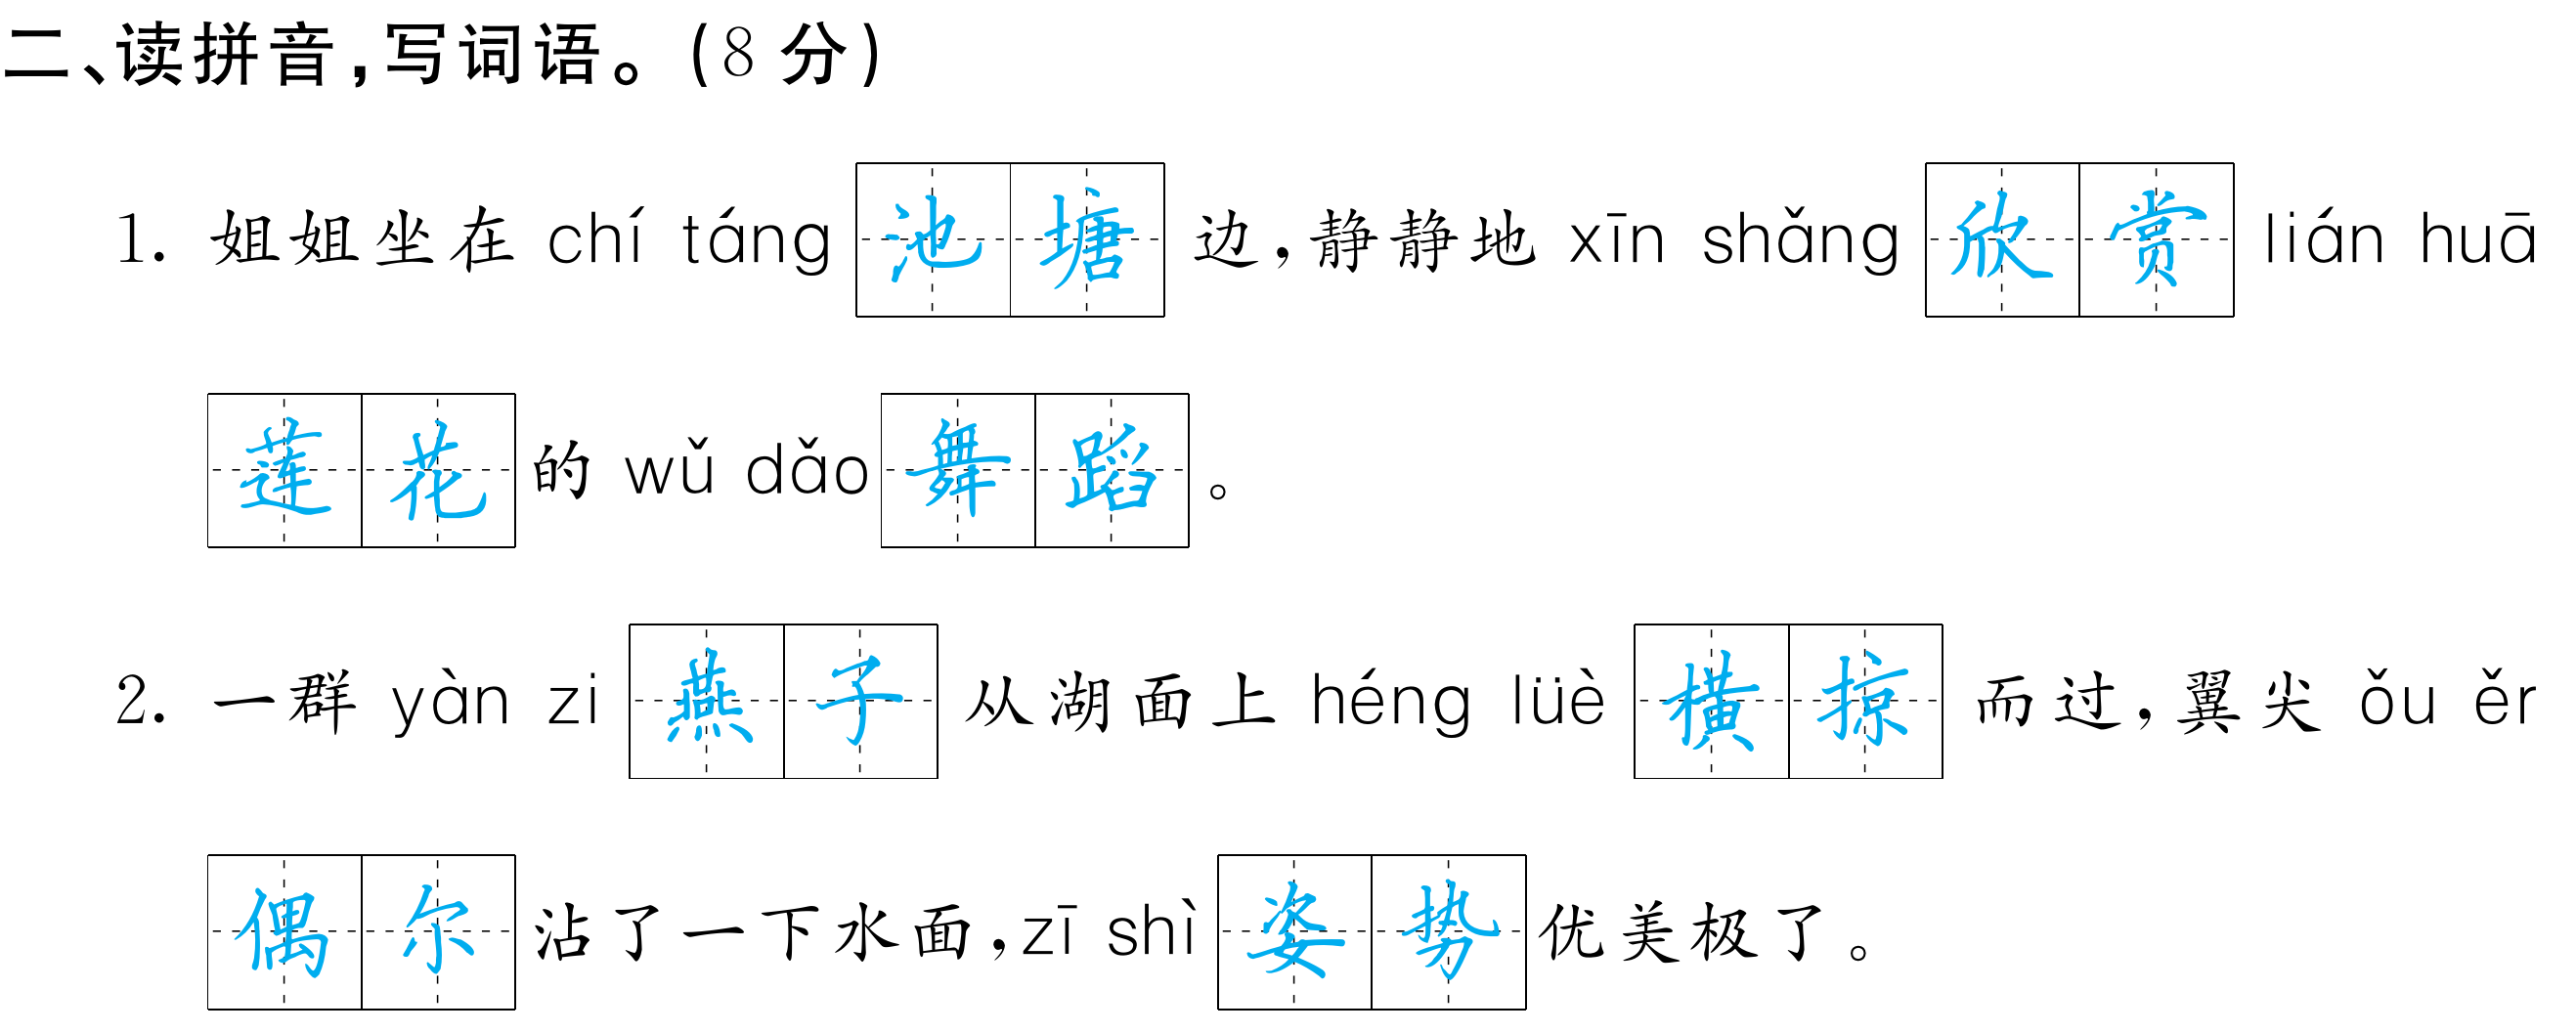 二、读拼音,写词语。(8 分)
1. 姐姐坐在 chí táng 池塘 边,静静地 xīn shǎng 欣赏 lián huā
莲花 的 wǔ dǎo 舞蹈 。
2. 一群 yàn zi 燕子 从湖面上 héng lüè 横掠 而过,翼尖 ǒu ěr
偶尔 沾了一下水面,zī shì 姿势 优美极了。